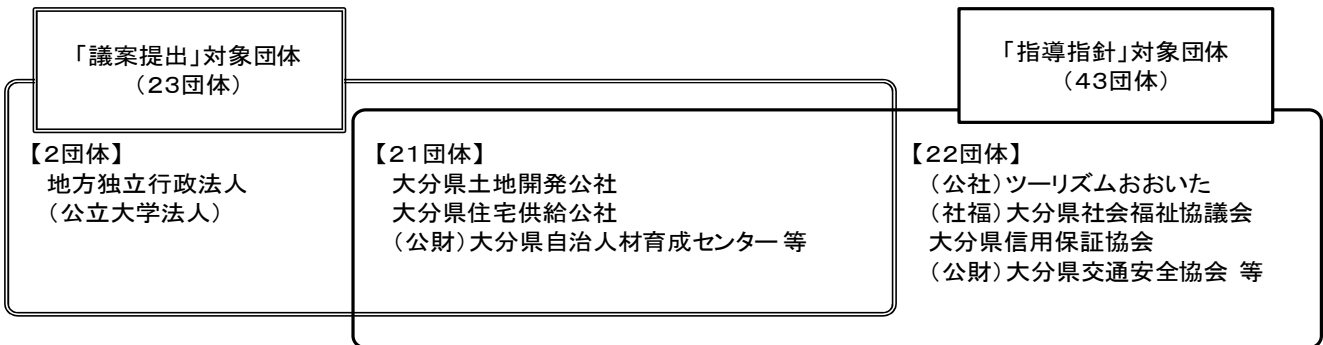 「議案提出」対象団体
（２３団体）
「指導指針」対象団体
（４３団体）
【２団体】
地方独立行政法人
（公立大学法人）
【２１団体】
大分県土地開発公社
大分県住宅供給公社
（公財）大分県自治人材育成センター 等
【２２団体】
（公社）ツーリズムおおいた
（社福）大分県社会福祉協議会
大分県信用保証協会
（公財）大分県交通安全協会 等